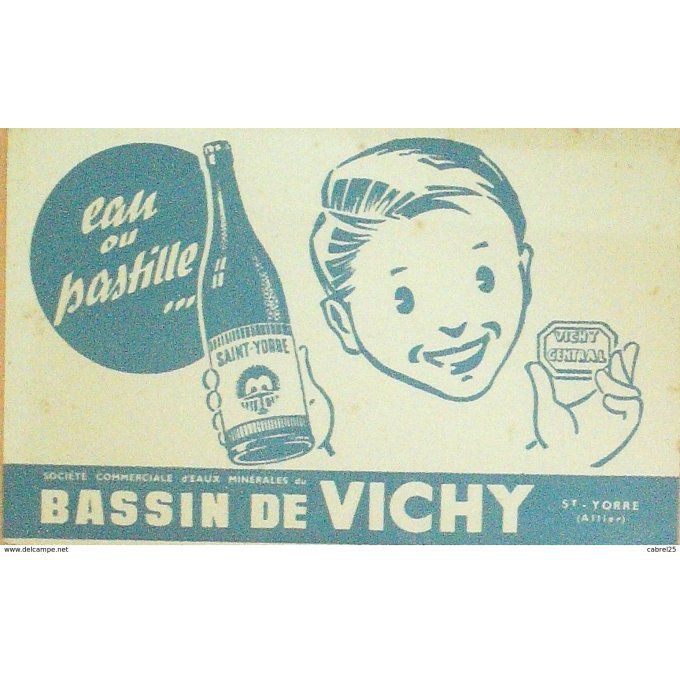 eau
ou
pastille
...
SAINT-YORRE
VICHY
CENTRAL
SOCIÉTÉ COMMERCIALE d'EAUX MINÉRALES du
BASSIN DE VICHY
ST - YORRE
(Allier)
www.delcampe.net
cabrel25